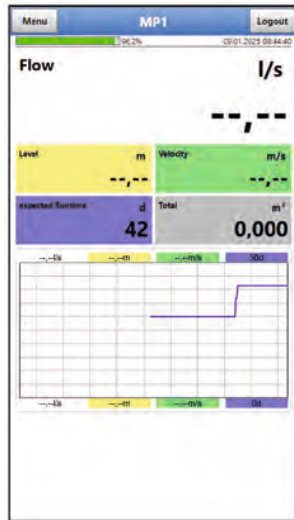 Menu MP1 Logout
96,2% 09.01.2025 08:44:40
Flow l/s
--,--
Level m Velocity m/s
--,-- --,--
expected Runtime d Total m³
42 0,000
--,--l/s --,--m --,--m/s 50d
--,--l/s --,--m --,--m/s 0d